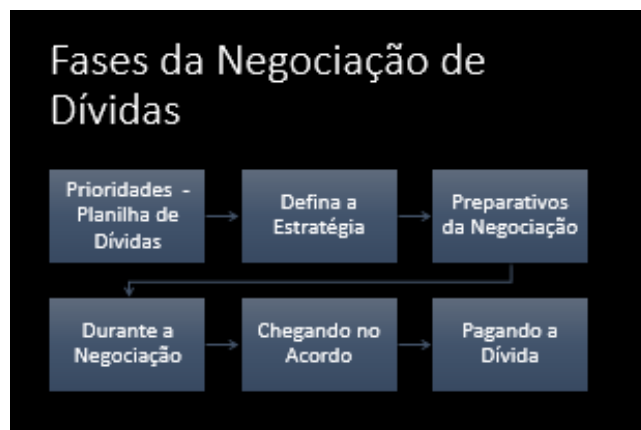 Fases da Negociação de
Dívidas
Prioridades -
Planilha de
Dívidas
Defina a
Estratégia
Preparativos
da Negociação
Durante a
Negociação
Chegando no
Acordo
Pagando a
Dívida